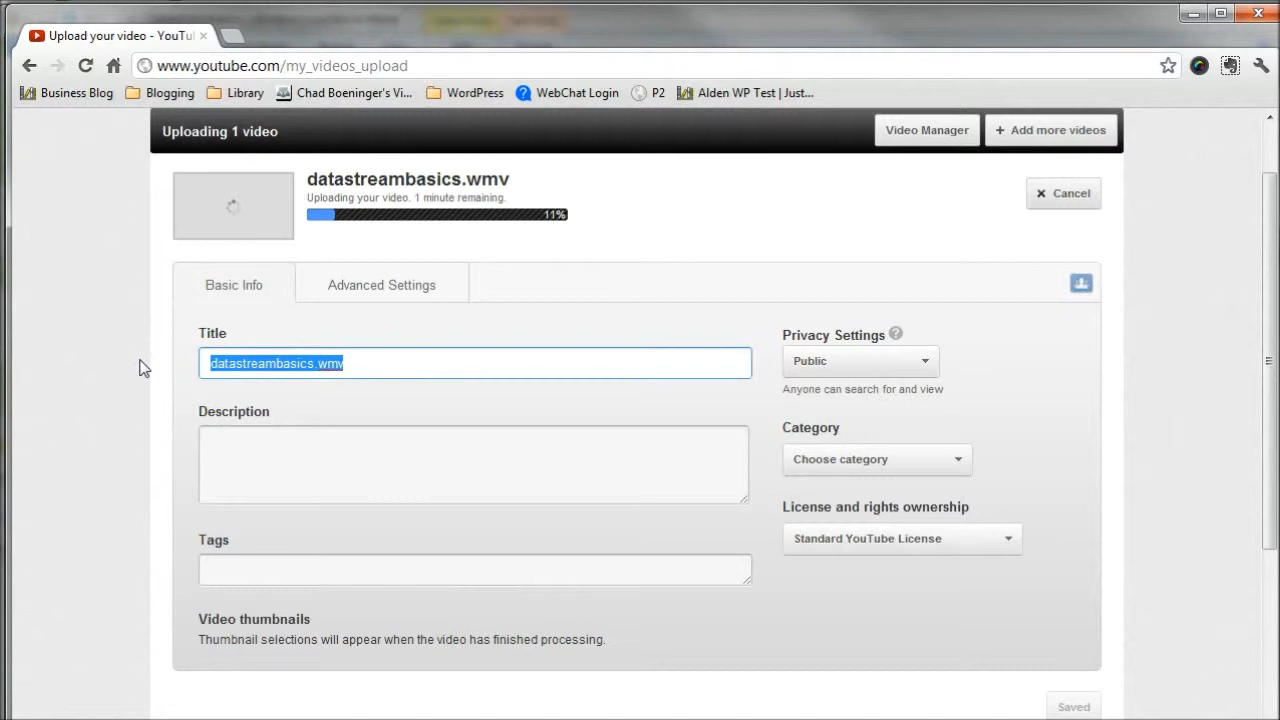 Upload your video - YouTu
www.youtube.com/my_videos_upload
Business Blog Blogging Library Chad Boeninger's Vi... WordPress WebChat Login P2 Alden WP Test | Just...
Uploading 1 video
Video Manager
+ Add more videos
datastreambasics.wmv
Uploading your video. 1 minute remaining.
11%
Cancel
Basic Info
Advanced Settings
Title
datastreambasics.wmv
Description
Tags
Video thumbnails
Thumbnail selections will appear when the video has finished processing.
Privacy Settings ?
Public
Anyone can search for and view
Category
Choose category
License and rights ownership
Standard YouTube License
Saved